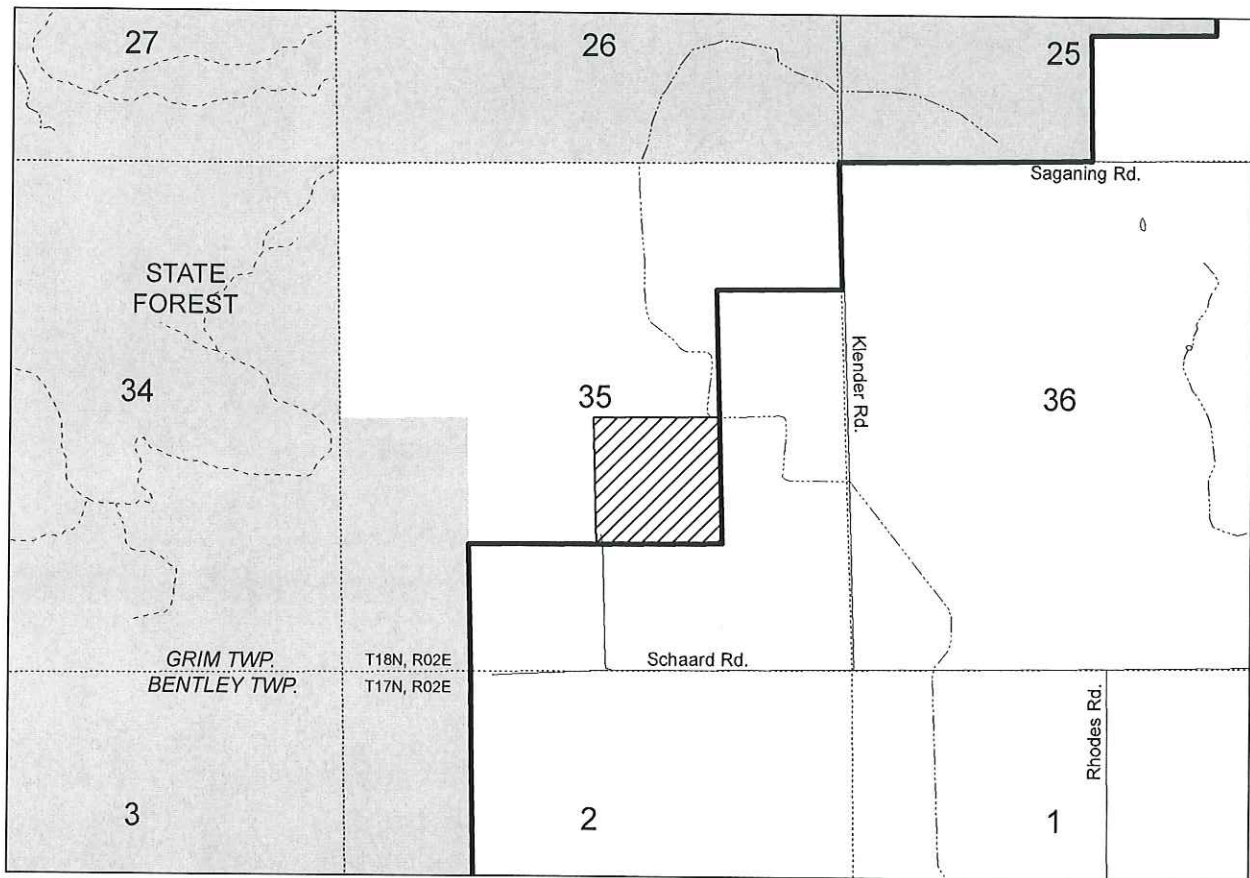 27
26
25
Saganing Rd.
STATE
FOREST
Klender Rd.
34
35
36
GRIM TWP.
T18N, R02E
Schaard Rd.
BENTLEY TWP.
T17N, R02E
Rhodes Rd.
3
2
1